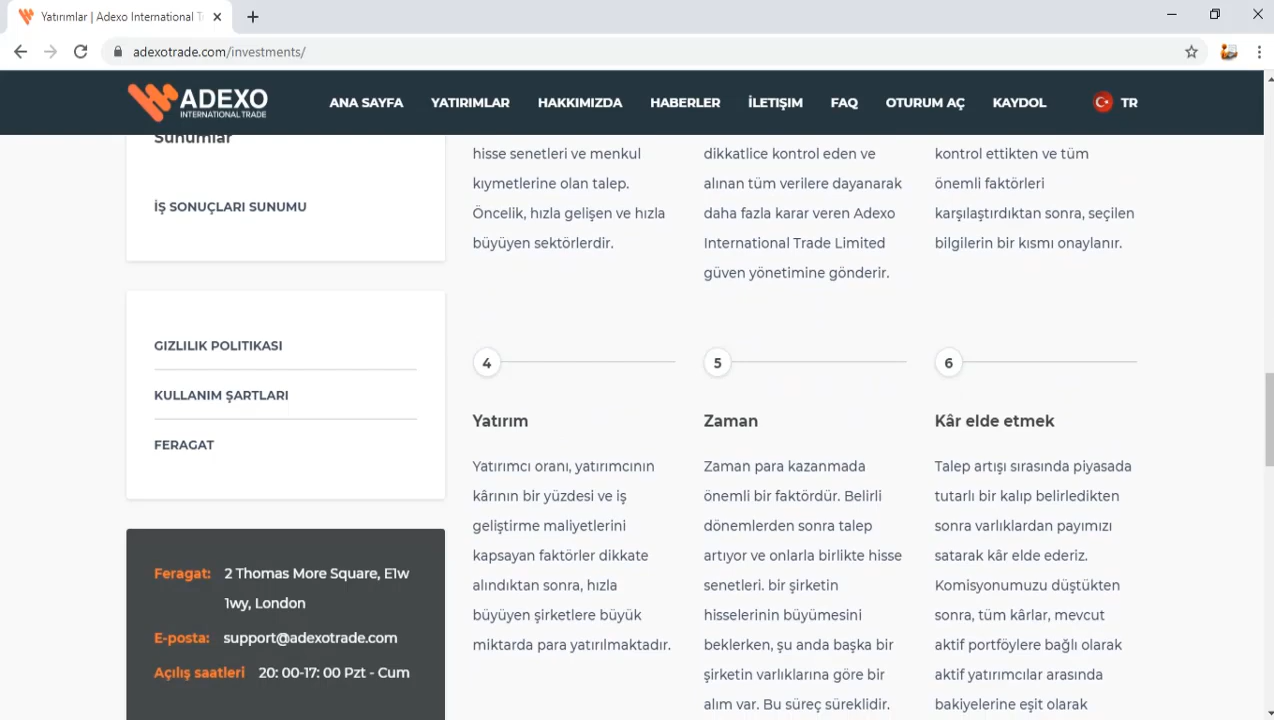 Yatırımlar | Adexo International T
adexotrade.com/investments/
ADEXO
INTERNATIONAL TRADE
ANA SAYFA
YATIRIMLAR
HAKKIMIZDA
HABERLER
İLETIŞIM
FAQ
OTURUM AÇ
KAYDOL
TR
Sunumlar
İŞ SONUÇLARI SUNUMU
GIZLILIK POLITIKASI
KULLANIM ŞARTLARI
FERAGAT
Feragat: 2 Thomas More Square, E1w
1wy, London
E-posta: support@adexotrade.com
Açılış saatleri 20: 00-17: 00 Pzt - Cum
hisse senetleri ve menkul
kıymetlerine olan talep.
Öncelik, hızla gelişen ve hızla
büyüyen sektörlerdir.
dikkatlice kontrol eden ve
alınan tüm verilere dayanarak
daha fazla karar veren Adexo
International Trade Limited
güven yönetimine gönderir.
kontrol ettikten ve tüm
önemli faktörleri
karşılaştırdıktan sonra, seçilen
bilgilerin bir kısmı onaylanır.
4
Yatırım
Yatırımcı oranı, yatırımcının
kârının bir yüzdesi ve iş
geliştirme maliyetlerini
kapsayan faktörler dikkate
alındıktan sonra, hızla
büyüyen şirketlere büyük
miktarda para yatırılmaktadır.
5
Zaman
Zaman para kazanmada
önemli bir faktördür. Belirli
dönemlerden sonra talep
artıyor ve onlarla birlikte hisse
senetleri. bir şirketin
hisselerinin büyümesini
beklerken, şu anda başka bir
şirketin varlıklarına göre bir
alım var. Bu süreç süreklidir.
6
Kâr elde etmek
Talep artışı sırasında piyasada
tutarlı bir kalıp belirledikten
sonra varlıklardan payımızı
satarak kâr elde ederiz.
Komisyonumuzu düştükten
sonra, tüm kârlar, mevcut
aktif portföylere bağlı olarak
aktif yatırımcılar arasında
bakiyelerine eşit olarak